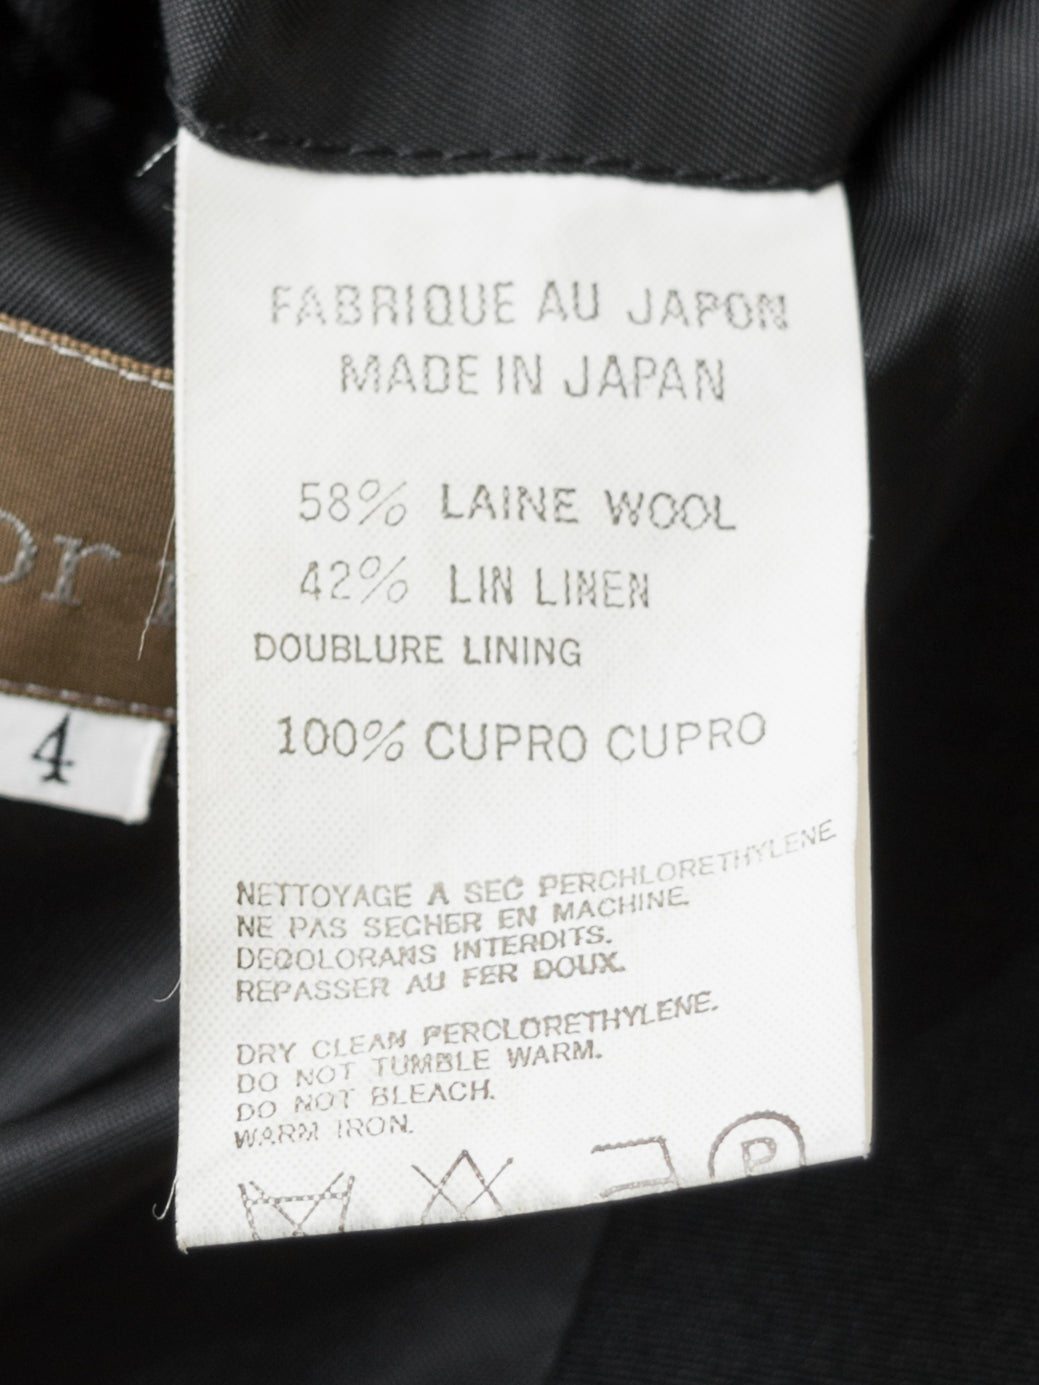 FABRIQUE AU JAPON
MADE IN JAPAN
58% LAINE WOOL
42% LIN LINEN
DOUBLURE LINING
100% CUPRO CUPRO
NETTOYAGE A SEC PERCHLORETHYLENE
NE PAS SECHER EN MACHINE.
DECOLORANS INTERDITS.
REPASSER AU FER DOUX.
DRY CLEAN PERCLORETHYLENE.
DO NOT TUMBLE WARM.
DO NOT BLEACH.
WARM IRON.
P
or
4